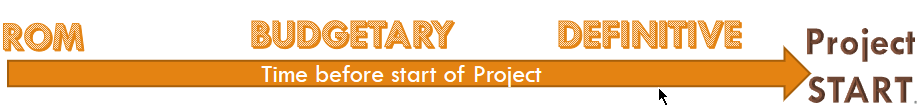 ROM BUDGETARY DEFINITIVE
Time before start of Project
Project
START.